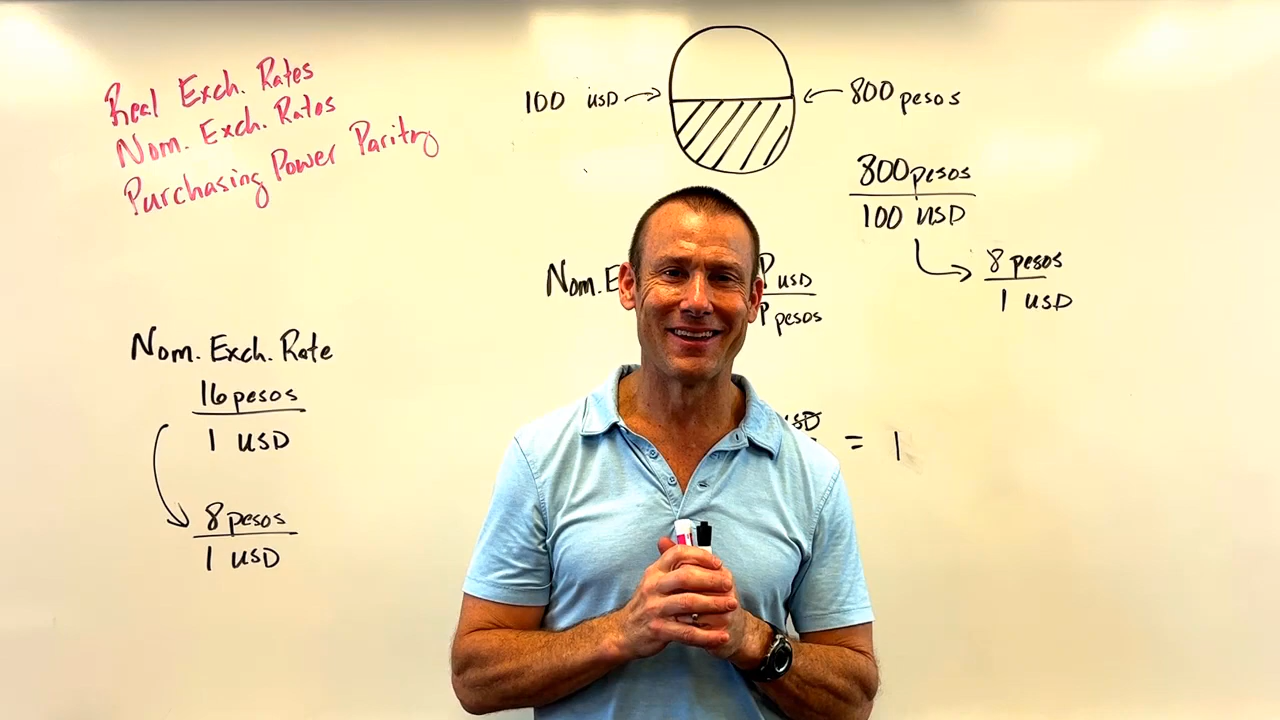 Real Exch. Rates
Nom. Exch. Rates
Purchasing Power Parity
100 USD
800 pesos
800 pesos
100 USD
8 pesos
1 USD
Nom. E
P USD
P pesos
USD
= 1
Nom. Exch. Rate
16 pesos
1 USD
8 pesos
1 USD